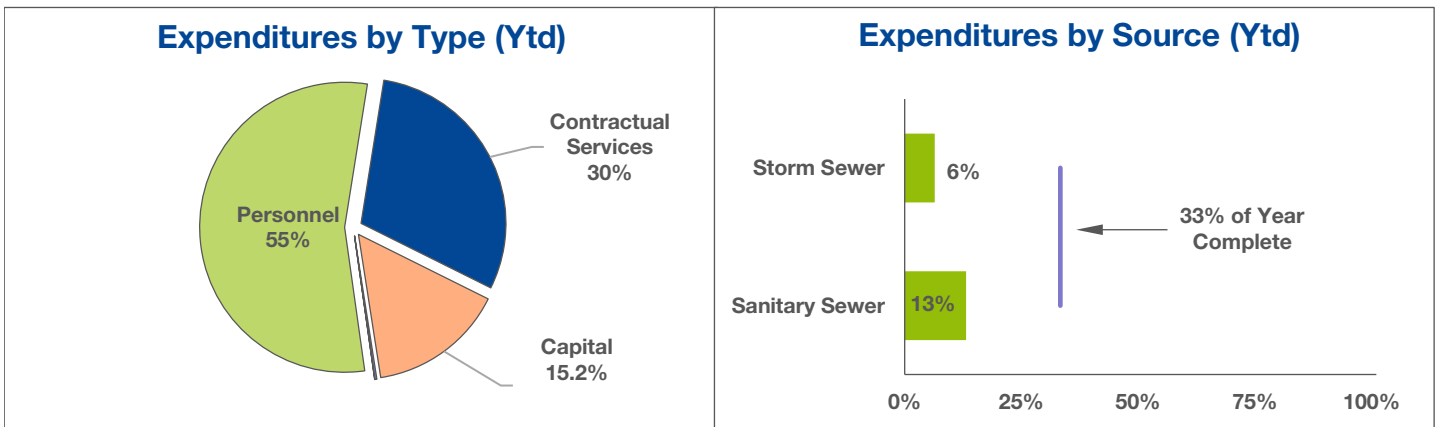 Expenditures by Type (Ytd)
Contractual
Services
30%
Personnel
55%
Capital
15.2%
Expenditures by Source (Ytd)
Storm Sewer
6%
33% of Year
Complete
Sanitary Sewer
13%
0% 25% 50% 75% 100%